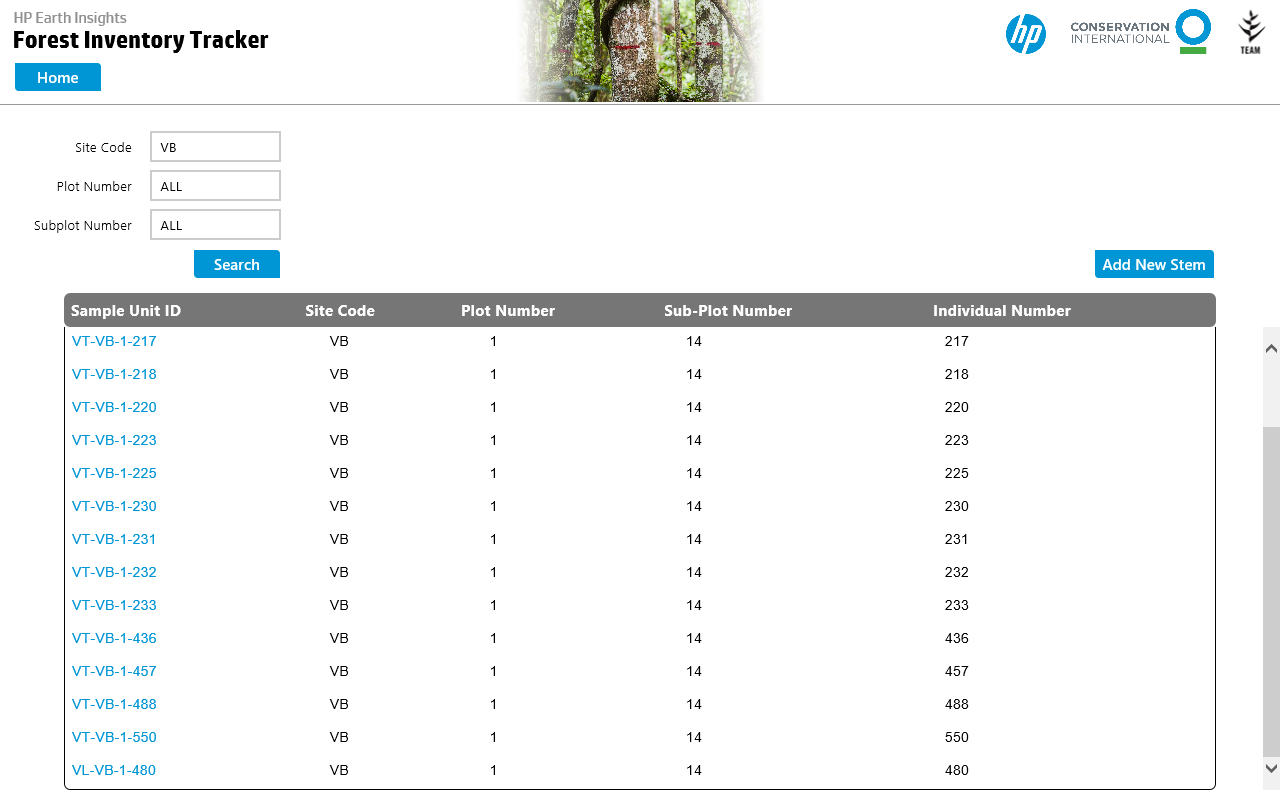 HP Earth Insights
Forest Inventory Tracker
Home
hp
CONSERVATION
INTERNATIONAL
TEAM
Site Code VB
Plot Number ALL
Subplot Number ALL
Search
Add New Stem
Sample Unit ID Site Code Plot Number Sub-Plot Number Individual Number
VT-VB-1-217 VB 1 14 217
VT-VB-1-218 VB 1 14 218
VT-VB-1-220 VB 1 14 220
VT-VB-1-223 VB 1 14 223
VT-VB-1-225 VB 1 14 225
VT-VB-1-230 VB 1 14 230
VT-VB-1-231 VB 1 14 231
VT-VB-1-232 VB 1 14 232
VT-VB-1-233 VB 1 14 233
VT-VB-1-436 VB 1 14 436
VT-VB-1-457 VB 1 14 457
VT-VB-1-488 VB 1 14 488
VT-VB-1-550 VB 1 14 550
VL-VB-1-480 VB 1 14 480